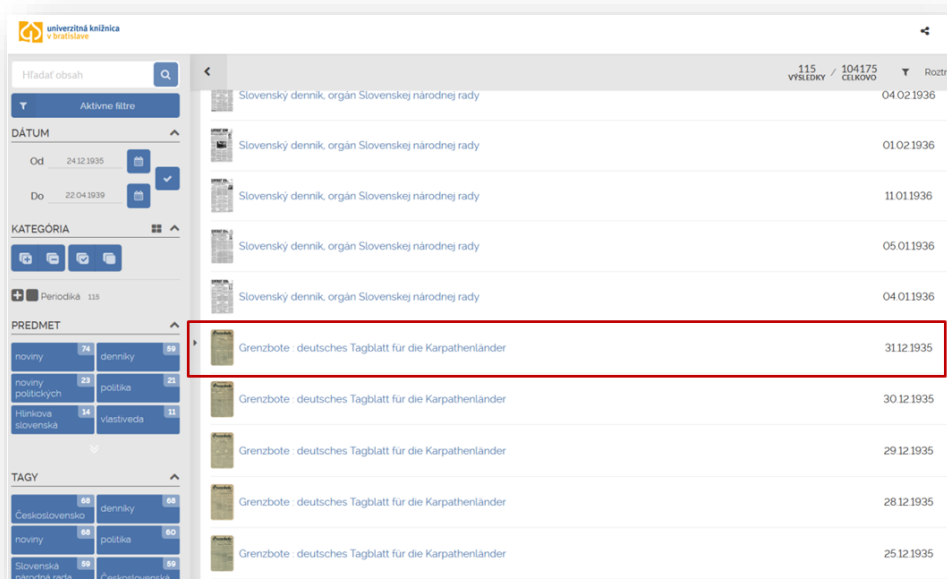 univerzitná knižnica
v bratislave
Hľadať obsah
Aktívne filtre
DÁTUM
Od 24.12.1935
Do 22.04.1939
KATEGÓRIA
Periodiká 115
PREDMET
noviny 74
denníky 59
noviny
politických 23
politika 21
Hlinkova
slovenská 14
vlastiveda 11
TAGY
Československo 68
denníky 68
noviny 68
politika 60
Slovenská
národná rada 59
Československá 59
115
VÝSLEDKY / 104175
CELKOVO
Slovenský denník, orgán Slovenskej národnej rady 04.02.1936
Slovenský denník, orgán Slovenskej národnej rady 01.02.1936
Slovenský denník, orgán Slovenskej národnej rady 11.01.1936
Slovenský denník, orgán Slovenskej národnej rady 05.01.1936
Slovenský denník, orgán Slovenskej národnej rady 04.01.1936
Grenzbote : deutsches Tagblatt für die Karpathenländer 31.12.1935
Grenzbote : deutsches Tagblatt für die Karpathenländer 30.12.1935
Grenzbote : deutsches Tagblatt für die Karpathenländer 29.12.1935
Grenzbote : deutsches Tagblatt für die Karpathenländer 28.12.1935
Grenzbote : deutsches Tagblatt für die Karpathenländer 25.12.1935